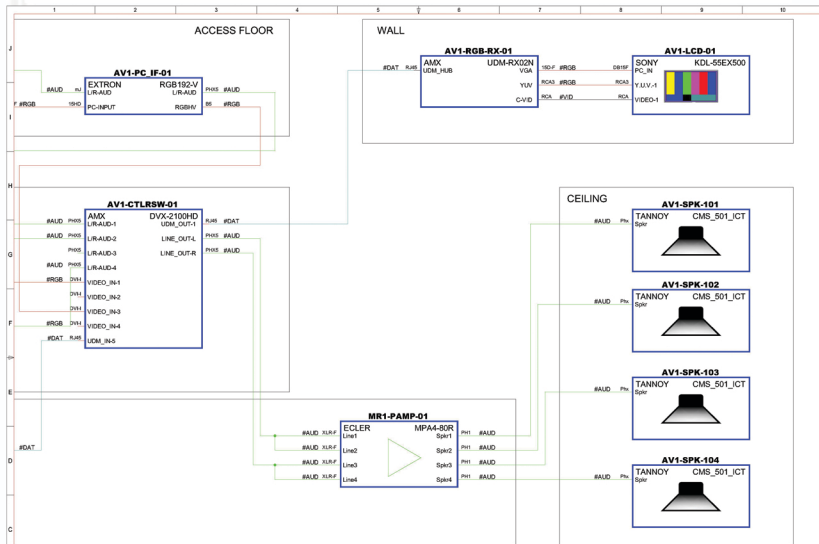 1 2 3 4 5 6 7 8 9 10
J
I
H
G
F
E
D
C
ACCESS FLOOR
AV1-PC_IF-01
EXTRON RGB192-V
#AUD mJ L/R-AUD L/R-AUD PHX5 #AUD
F #RGB 15HD PC-INPUT RGBHV B5 #RGB
WALL
AV1-RGB-RX-01
AMX UDM-RX02N
#DAT RJ45 UDM_HUB VGA 15D-F #RGB
YUV RCA3 #RGB
C-VID RCA #VID
AV1-LCD-01
SONY KDL-55EX500
DB15F PC_IN
RCA3 Y.U.V.-1
RCA VIDEO-1
AV1-CTLRSW-01
AMX DVX-2100HD
#AUD PHX5 L/R-AUD-1 UDM_OUT-1 RJ45 #DAT
#AUD PHX5 L/R-AUD-2 LINE_OUT-L PHX5 #AUD
PHX5 L/R-AUD-3 LINE_OUT-R PHX5 #AUD
#AUD PHX5 L/R-AUD-4
#RGB DVI-I VIDEO_IN-1
DVI-I VIDEO_IN-2
DVI-I VIDEO_IN-3
#RGB DVI-I VIDEO_IN-4
#DAT RJ45 UDM_IN-5
#DAT
MR1-PAMP-01
ECLER MPA4-80R
#AUD XLR-F Line1 Spkr1 PH1 #AUD
#AUD XLR-F Line2 Spkr2 PH1 #AUD
#AUD XLR-F Line3 Spkr3 PH1 #AUD
#AUD XLR-F Line4 Spkr4 PH1 #AUD
CEILING
AV1-SPK-101
TANNOY CMS_501_ICT
#AUD Phx Spkr
AV1-SPK-102
TANNOY CMS_501_ICT
#AUD Phx Spkr
AV1-SPK-103
TANNOY CMS_501_ICT
#AUD Phx Spkr
AV1-SPK-104
TANNOY CMS_501_ICT
#AUD Phx Spkr